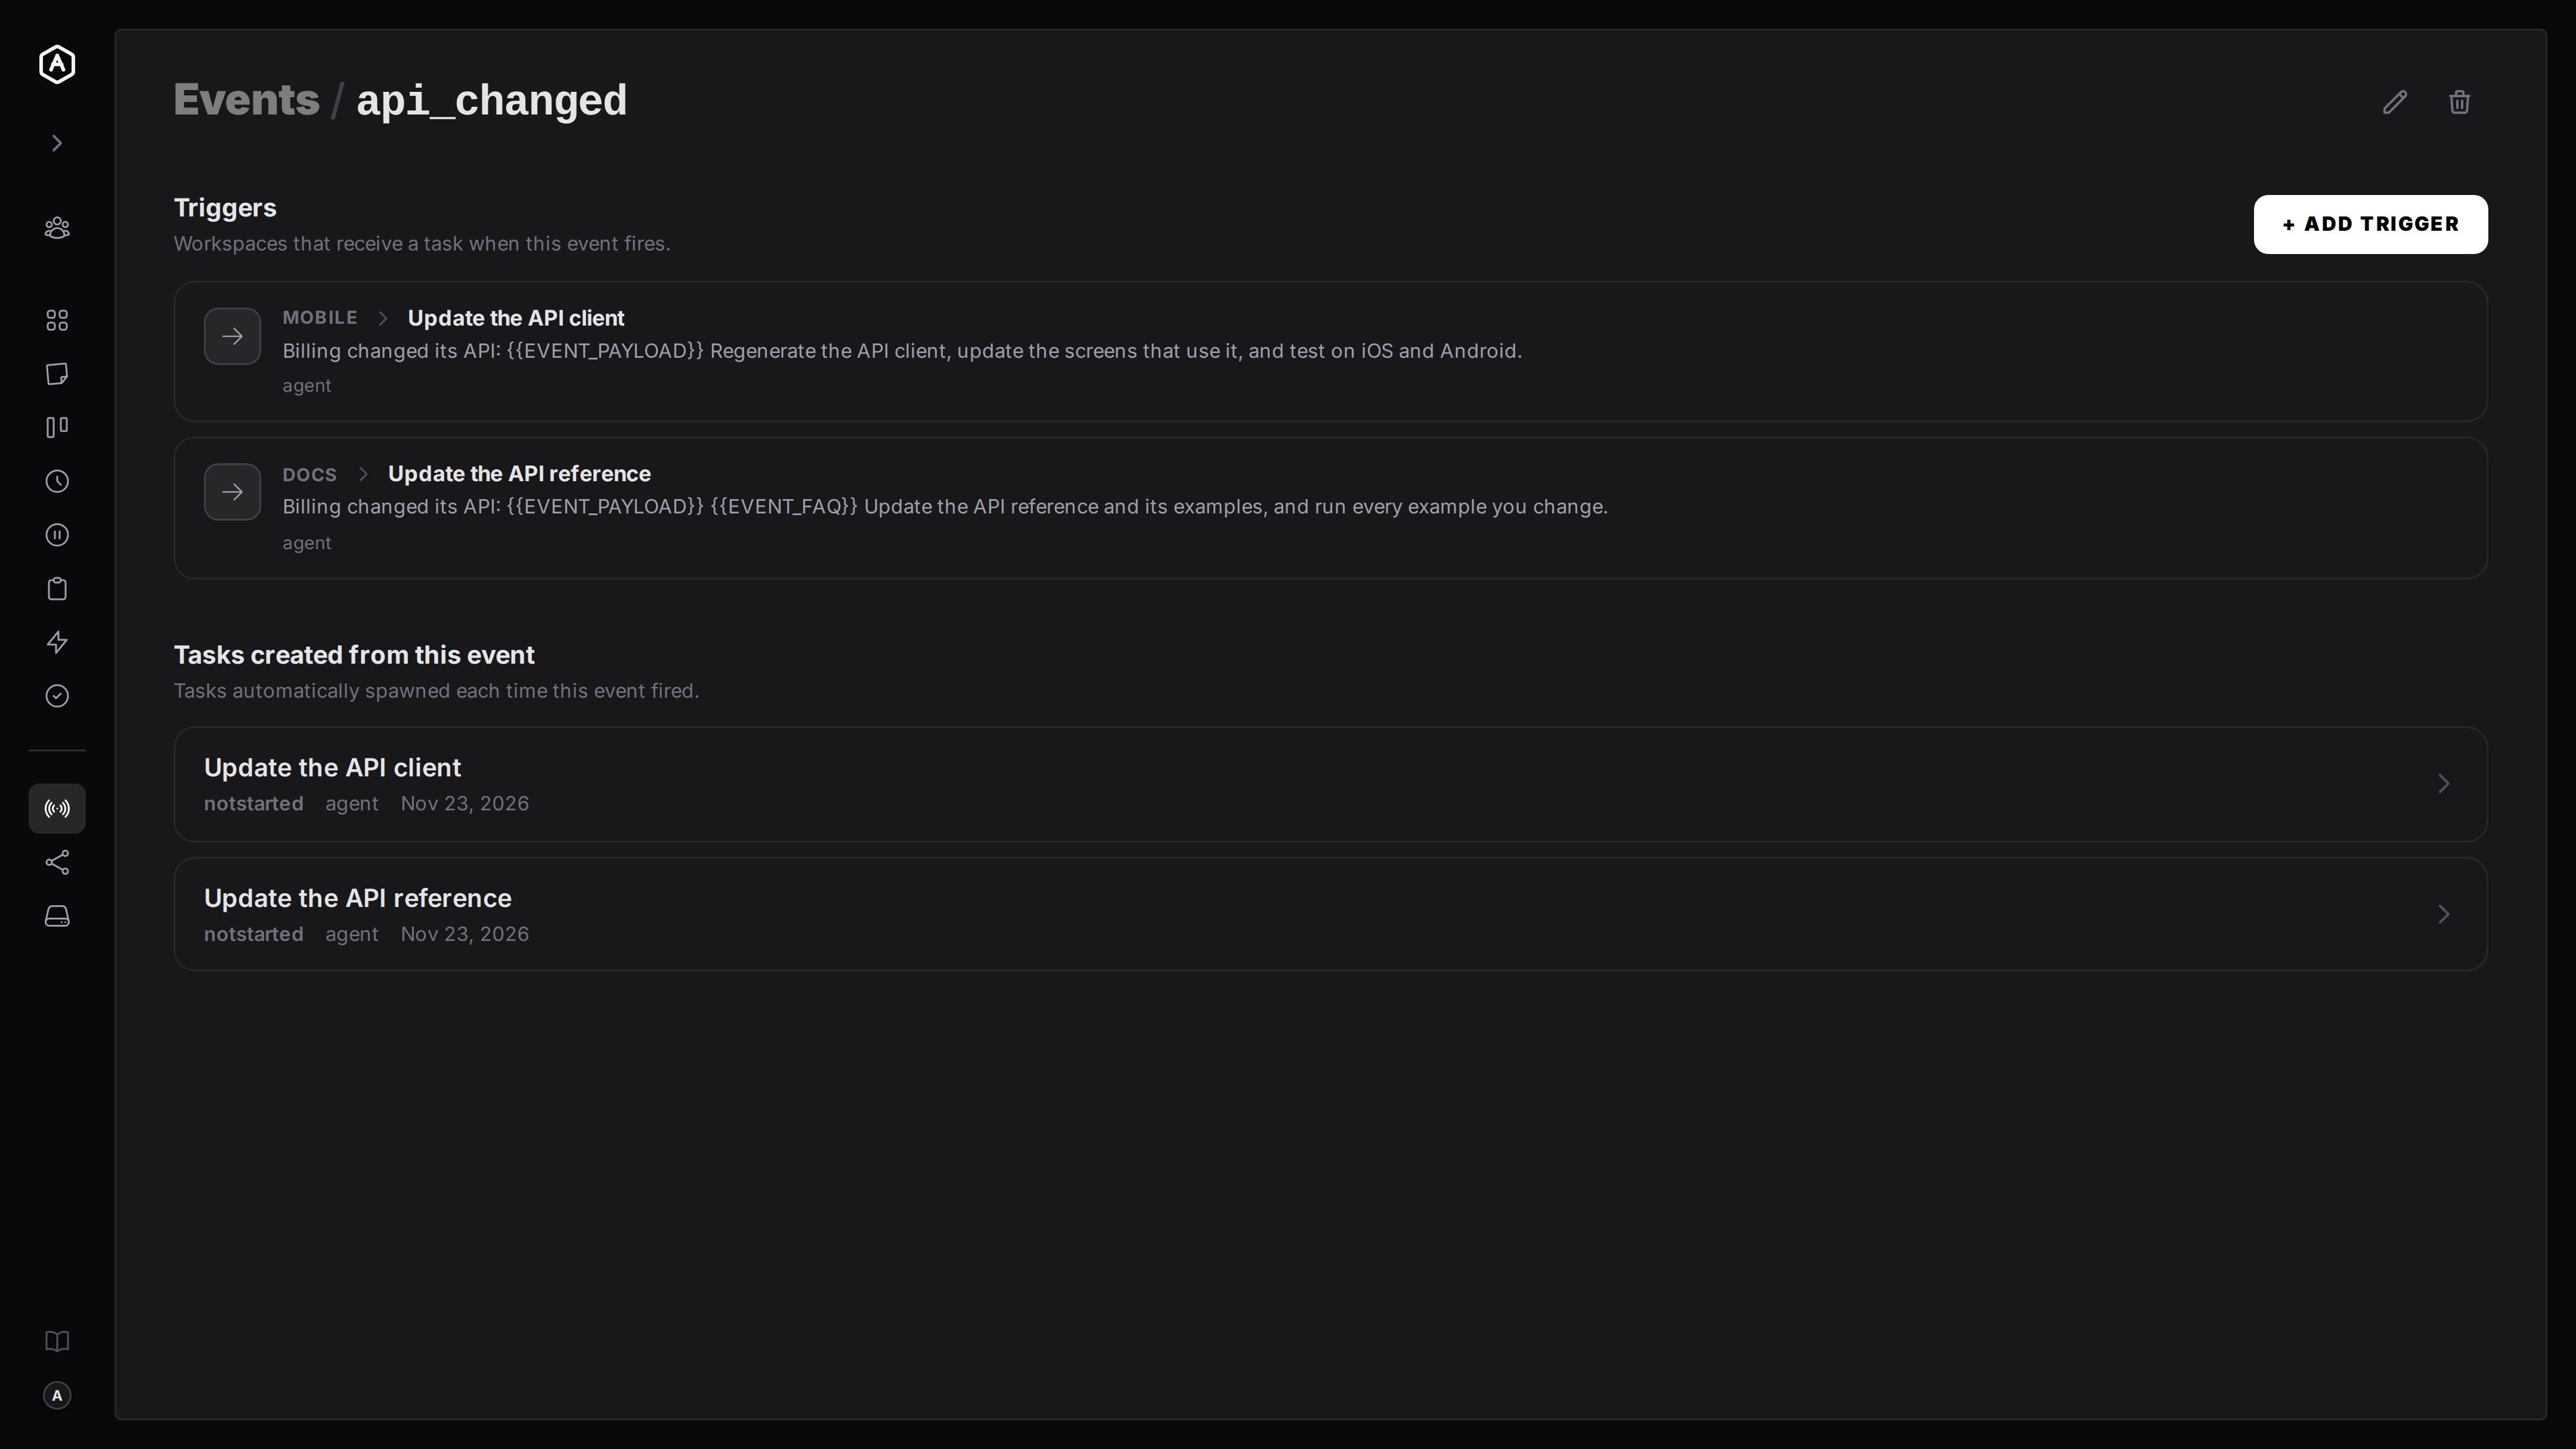 A
Events / api_changed
Triggers
Workspaces that receive a task when this event fires.
+ ADD TRIGGER
MOBILE > Update the API client
Billing changed its API: {{EVENT_PAYLOAD}} Regenerate the API client, update the screens that use it, and test on iOS and Android.
agent
DOCS > Update the API reference
Billing changed its API: {{EVENT_PAYLOAD}} {{EVENT_FAQ}} Update the API reference and its examples, and run every example you change.
agent
Tasks created from this event
Tasks automatically spawned each time this event fired.
Update the API client
notstarted agent Nov 23, 2026
Update the API reference
notstarted agent Nov 23, 2026
A